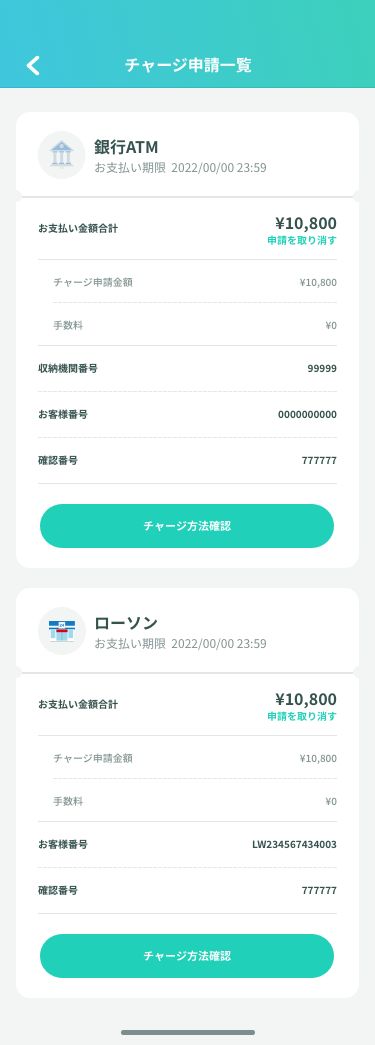 チャージ申請一覧
銀行ATM
お支払い期限 2022/00/00 23:59
お支払い金額合計 ¥10,800
申請を取り消す
チャージ申請金額 ¥10,800
手数料 ¥0
収納機関番号 99999
お客様番号 0000000000
確認番号 777777
チャージ方法確認
ローソン
お支払い期限 2022/00/00 23:59
お支払い金額合計 ¥10,800
申請を取り消す
チャージ申請金額 ¥10,800
手数料 ¥0
お客様番号 LW234567434003
確認番号 777777
チャージ方法確認